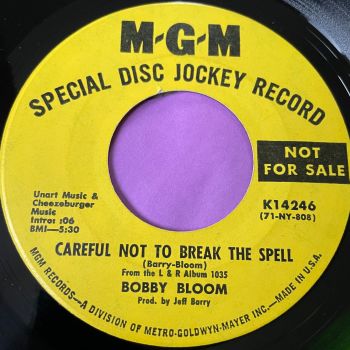 M-G-M
SPECIAL DISC JOCKEY RECORD
NOT
FOR SALE
Unart Music &
Cheezeburger
Music
Intro: :06
BMI—5:30
K14246
(71-NY-808)
CAREFUL NOT TO BREAK THE SPELL
(Barry-Bloom)
From the L & R Album 1035
BOBBY BLOOM
Prod. by Jeff Barry
MGM RECORDS—A DIVISION OF METRO-GOLDWYN-MAYER INC.—MADE IN U.S.A.